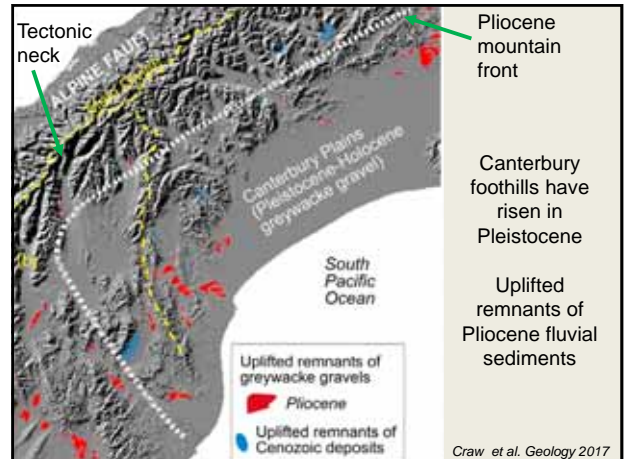 Tectonic
neck
ALPINE FAULT
Canterbury Plains
(Pleistocene-Holocene
greywacke gravel)
South
Pacific
Ocean
Uplifted remnants of
greywacke gravels
Pliocene
Uplifted remnants of
Cenozoic deposits
Pliocene
mountain
front
Canterbury
foothills have
risen in
Pleistocene
Uplifted
remnants of
Pliocene fluvial
sediments
Craw et al. Geology 2017